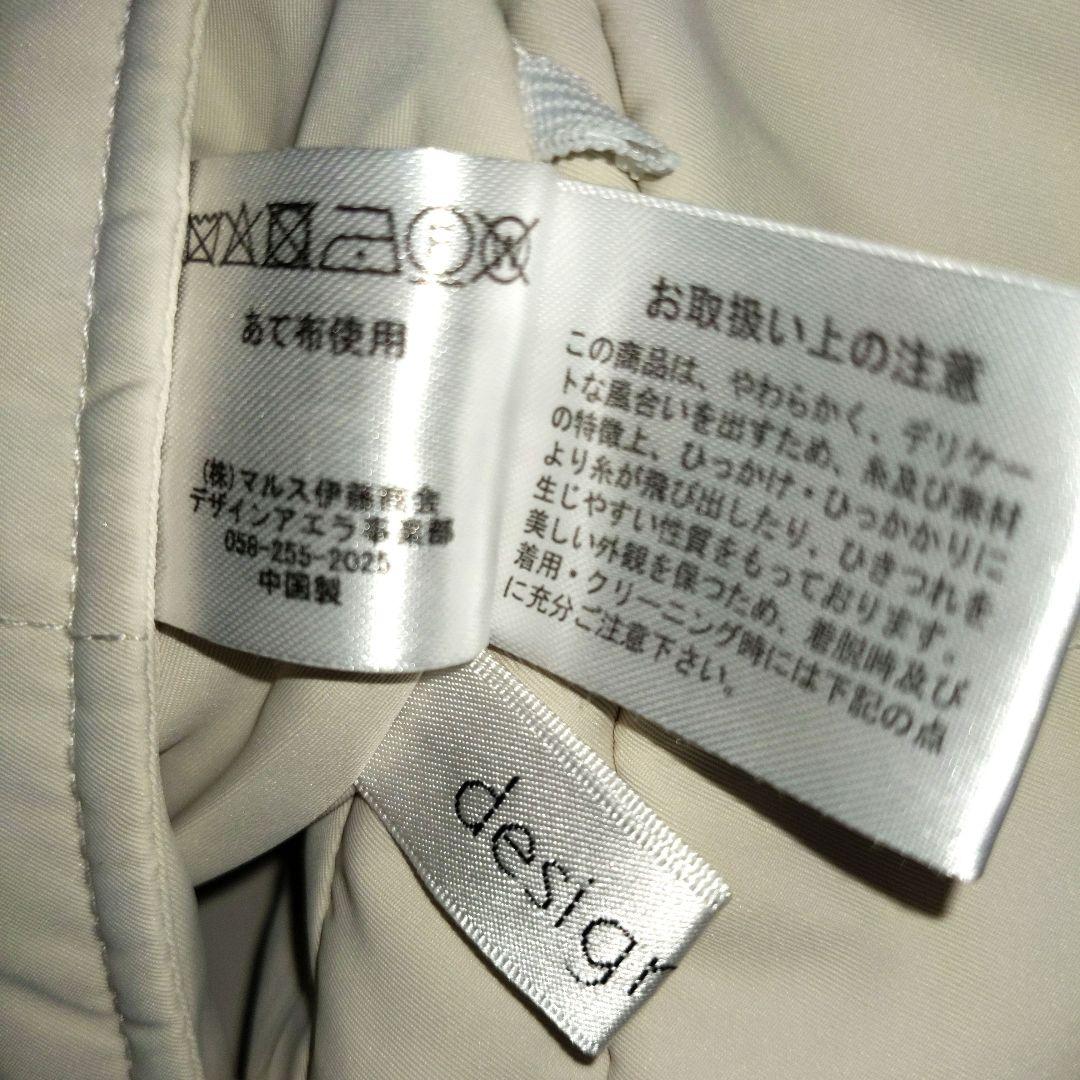 あて布使用
(株)マルス伊藤商会
デザインアエラ事業部
058-255-2025
中国製
お取扱い上の注意
この商品は、やわらかく、デリケー
トな風合いを出すため、糸及び素材
の特徴上、ひっかけ・ひっかかりに
より糸が飛び出したり、ひきつれを
生じやすい性質をもっております。
美しい外観を保つため、着脱時及び
着用・クリーニング時には下記の点
に充分ご注意下さい。
design